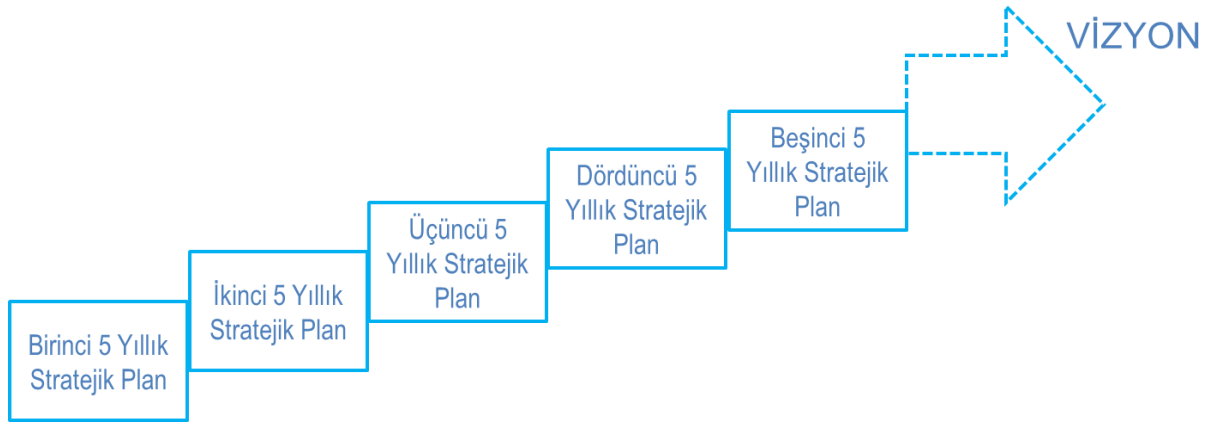 Birinci 5 Yıllık
Stratejik Plan
İkinci 5 Yıllık
Stratejik Plan
Üçüncü 5
Yıllık Stratejik
Plan
Dördüncü 5
Yıllık Stratejik
Plan
Beşinci 5
Yıllık Stratejik
Plan
VİZYON